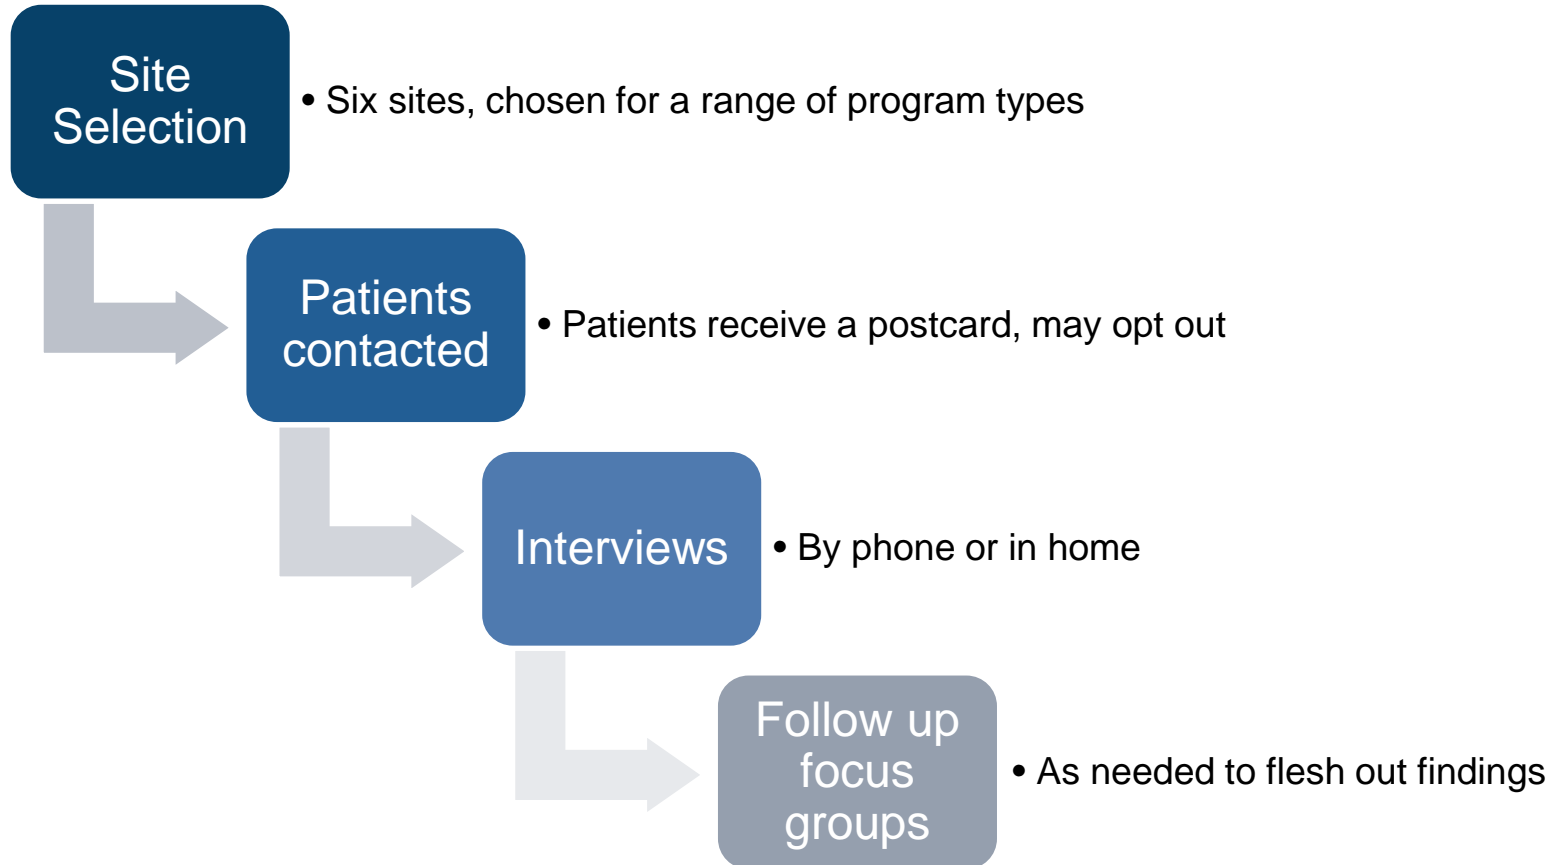 Site
Selection
• Six sites, chosen for a range of program types
Patients
contacted
• Patients receive a postcard, may opt out
Interviews
• By phone or in home
Follow up
focus
groups
• As needed to flesh out findings